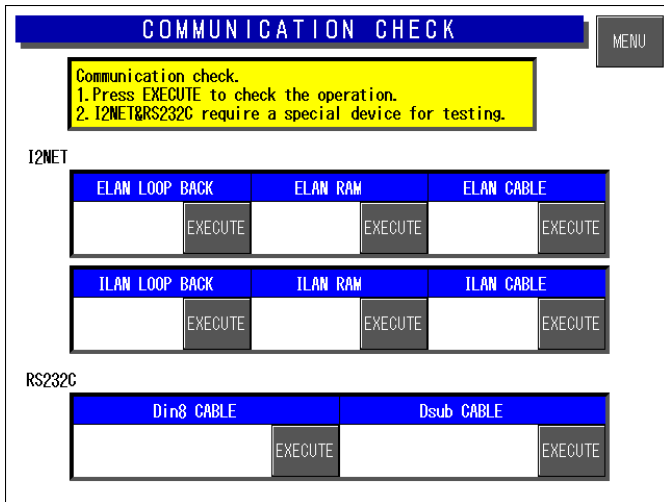 COMMUNICATION CHECK
MENU
Communication check.
1.Press EXECUTE to check the operation.
2.I2NET&RS232C require a special device for testing.
I2NET
ELAN LOOP BACK ELAN RAM ELAN CABLE
EXECUTE EXECUTE EXECUTE
ILAN LOOP BACK ILAN RAM ILAN CABLE
EXECUTE EXECUTE EXECUTE
RS232C
Din8 CABLE Dsub CABLE
EXECUTE EXECUTE